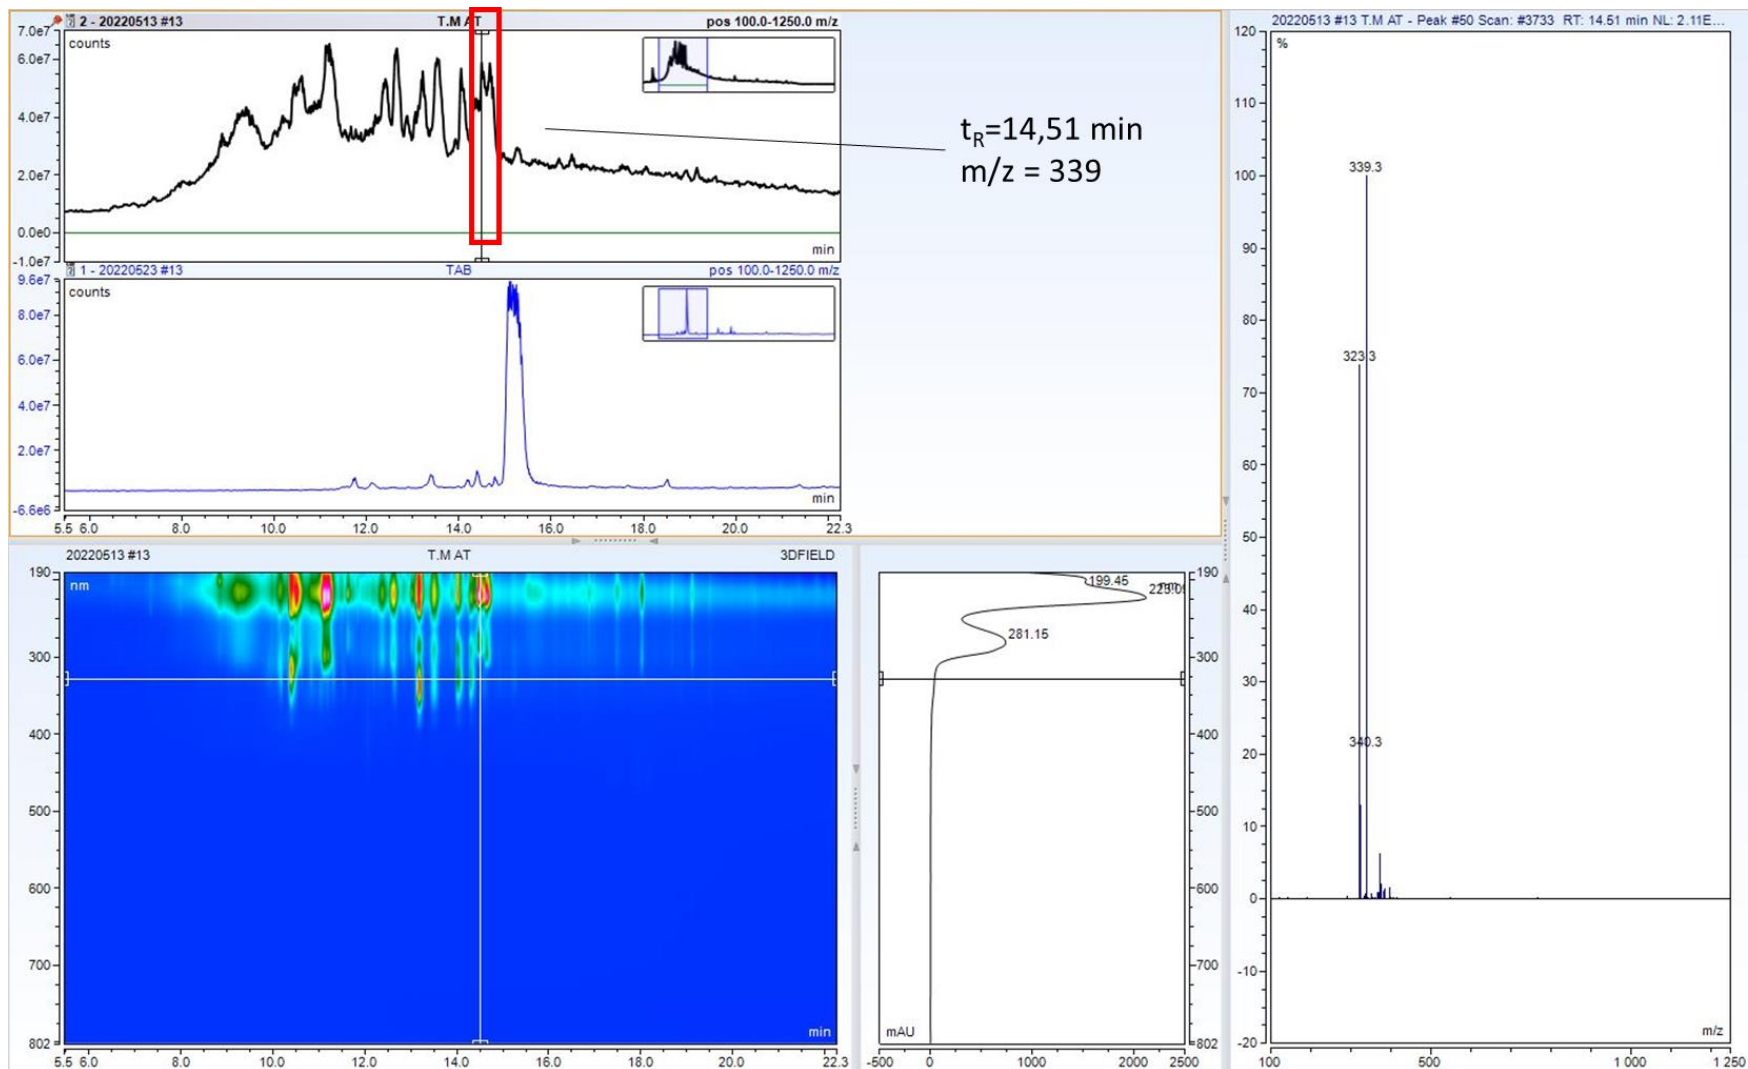 2 - 20220513 #13 T.M AT pos 100.0-1250.0 m/z
7.0e7
counts
6.0e7
4.0e7
2.0e7
0.0e0
-1.0e7
min
tR=14,51 min
m/z = 339
1 - 20220523 #13 TAB pos 100.0-1250.0 m/z
9.6e7
counts
8.0e7
6.0e7
4.0e7
2.0e7
-6.6e6
min
5.5 6.0 8.0 10.0 12.0 14.0 16.0 18.0 20.0 22.3
20220513 #13 T.M AT 3DFIELD
190
nm
300
400
500
600
700
802
min
5.5 6.0 8.0 10.0 12.0 14.0 16.0 18.0 20.0 22.3
199.45
281.15
190
300
400
500
600
700
802
mAU
-500 0 1000 2000 2500
20220513 #13 T.M AT - Peak #50 Scan: #3733 RT: 14.51 min NL: 2.11E...
120
%
110
100
90
80
70
60
50
40
30
20
10
0
-10
-20
339.3
323.3
340.3
m/z
100 500 1 000 1 250